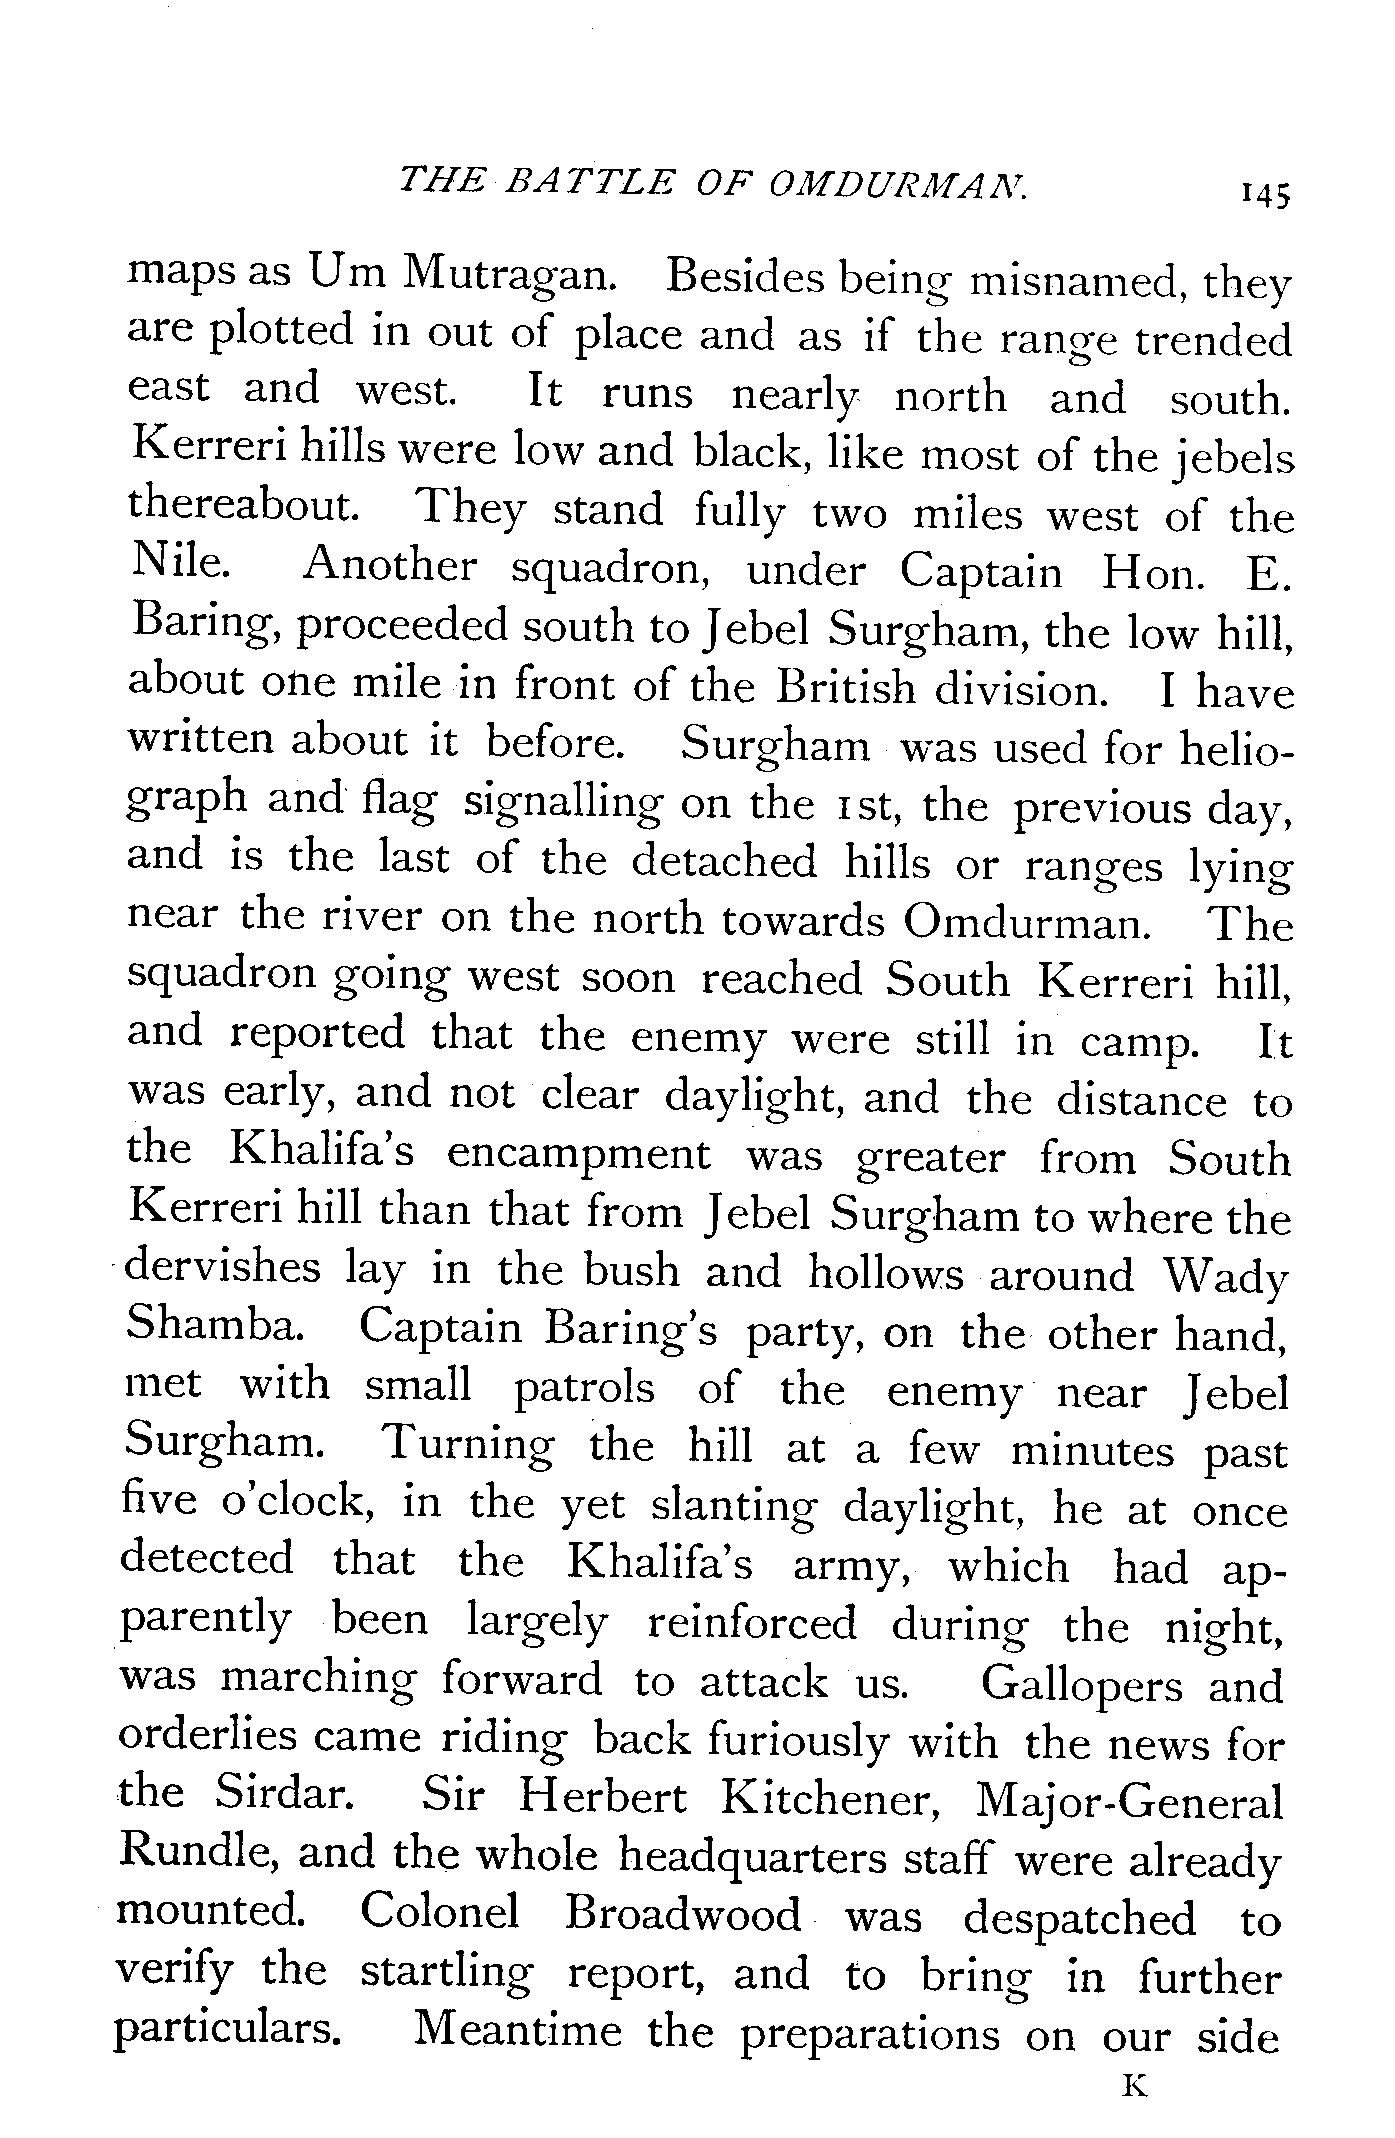 THE BATTLE OF OMDURMAN. 145
maps as Um Mutragan. Besides being misnamed, they
are plotted in out of place and as if the range trended
east and west. It runs nearly north and south.
Kerreri hills were low and black, like most of the jebels
thereabout. They stand fully two miles west of the
Nile. Another squadron, under Captain Hon. E.
Baring, proceeded south to Jebel Surgham, the low hill,
about one mile in front of the British division. I have
written about it before. Surgham was used for helio-
graph and flag signalling on the 1st, the previous day,
and is the last of the detached hills or ranges lying
near the river on the north towards Omdurman. The
squadron going west soon reached South Kerreri hill,
and reported that the enemy were still in camp. It
was early, and not clear daylight, and the distance to
the Khalifa's encampment was greater from South
Kerreri hill than that from Jebel Surgham to where the
dervishes lay in the bush and hollows around Wady
Shamba. Captain Baring's party, on the other hand,
met with small patrols of the enemy near Jebel
Surgham. Turning the hill at a few minutes past
five o'clock, in the yet slanting daylight, he at once
detected that the Khalifa's army, which had ap-
parently been largely reinforced during the night,
was marching forward to attack us. Gallopers and
orderlies came riding back furiously with the news for
the Sirdar. Sir Herbert Kitchener, Major-General
Rundle, and the whole headquarters staff were already
mounted. Colonel Broadwood was despatched to
verify the startling report, and to bring in further
particulars. Meantime the preparations on our side
K